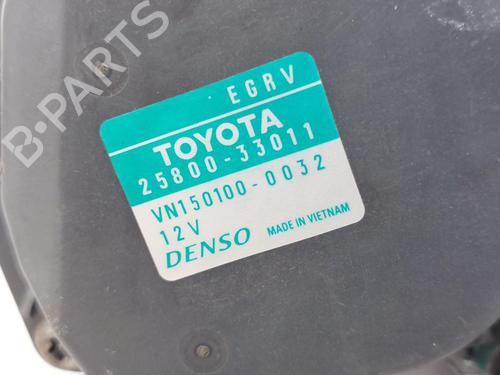 B-PARTS
EGRV
TOYOTA
25800-33011
VN150100-0032
12V
DENSO MADE IN VIETNAM